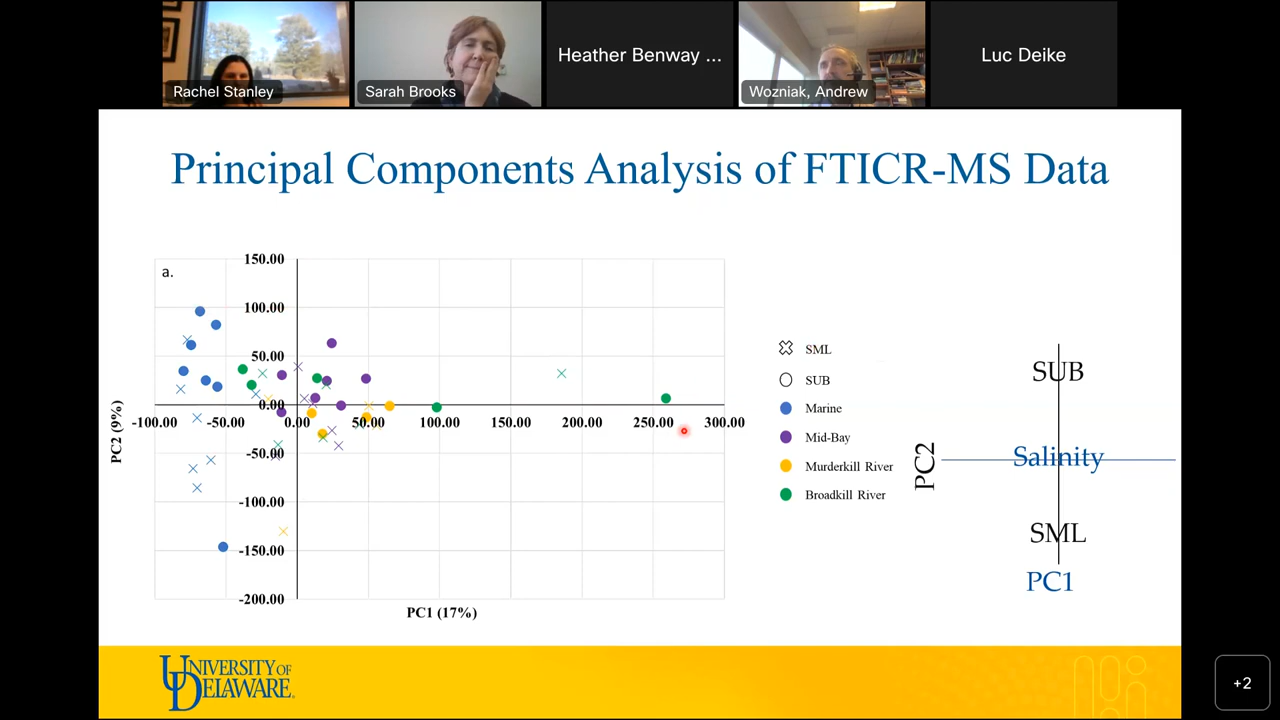 Rachel Stanley
Sarah Brooks
Heather Benway ...
Wozniak, Andrew
Luc Deike
Principal Components Analysis of FTICR-MS Data
a.
150.00
100.00
50.00
0.00
-50.00
-100.00
-150.00
-200.00
-100.00
-50.00
0.00
50.00
100.00
150.00
200.00
250.00
300.00
PC2 (9%)
PC1 (17%)
SML
SUB
Marine
Mid-Bay
Murderkill River
Broadkill River
SUB
PC2
Salinity
SML
PC1
UNIVERSITY OF
DELAWARE
+2